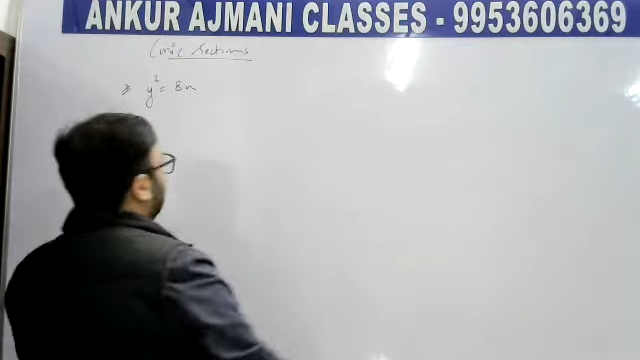 ANKUR AJMANI CLASSES - 9953606369
Conic Sections
* y² = 8x